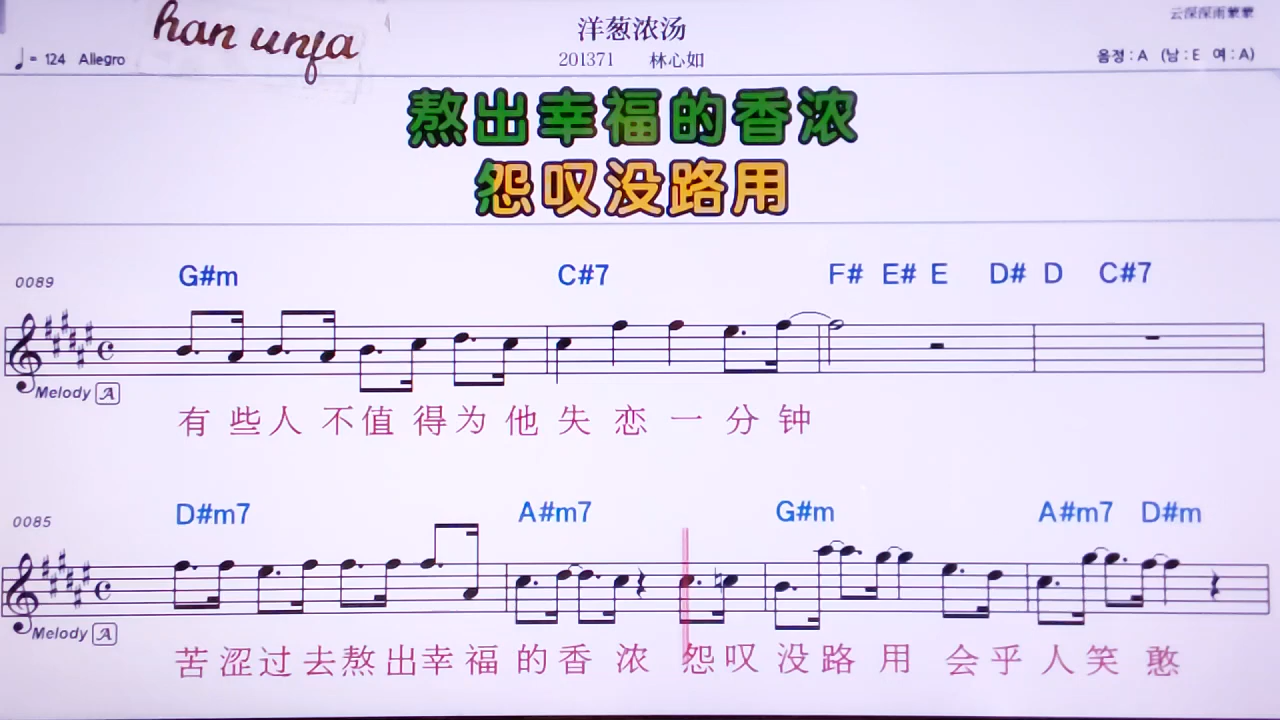 han unfa
洋葱浓汤
云深深雨蒙蒙
♩= 124 Allegro
201371 林心如
음정 : A (남 : E 여 : A)
熬出幸福的香浓
怨叹没路用
G#m C#7 F# E# E D# D C#7
0089
Melody A
有些人不值得为他失恋一分钟
D#m7 A#m7 G#m A#m7 D#m
0085
Melody A
苦涩过去熬出幸福的香浓怨叹没路用会乎人笑憨